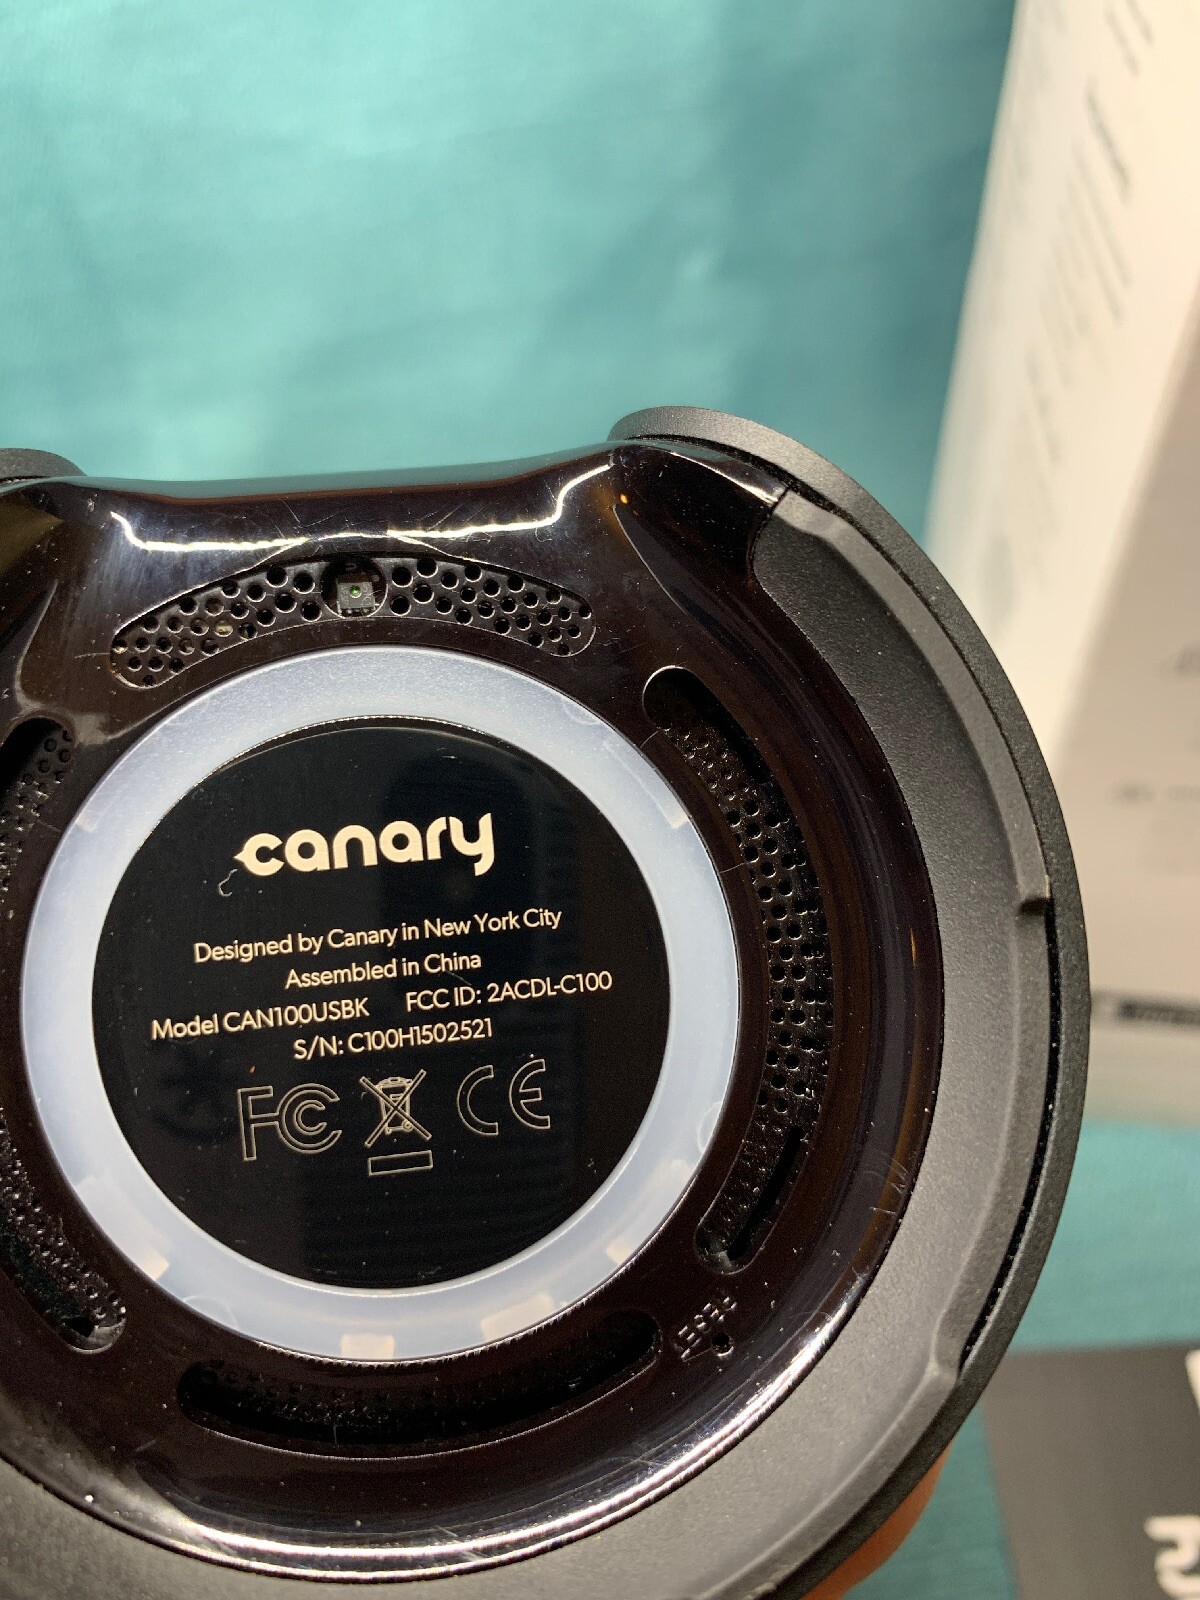 canary
Designed by Canary in New York City
Assembled in China
Model CAN100USBK FCC ID: 2ACDL-C100
S/N: C100H1502521
FC CE
RESET